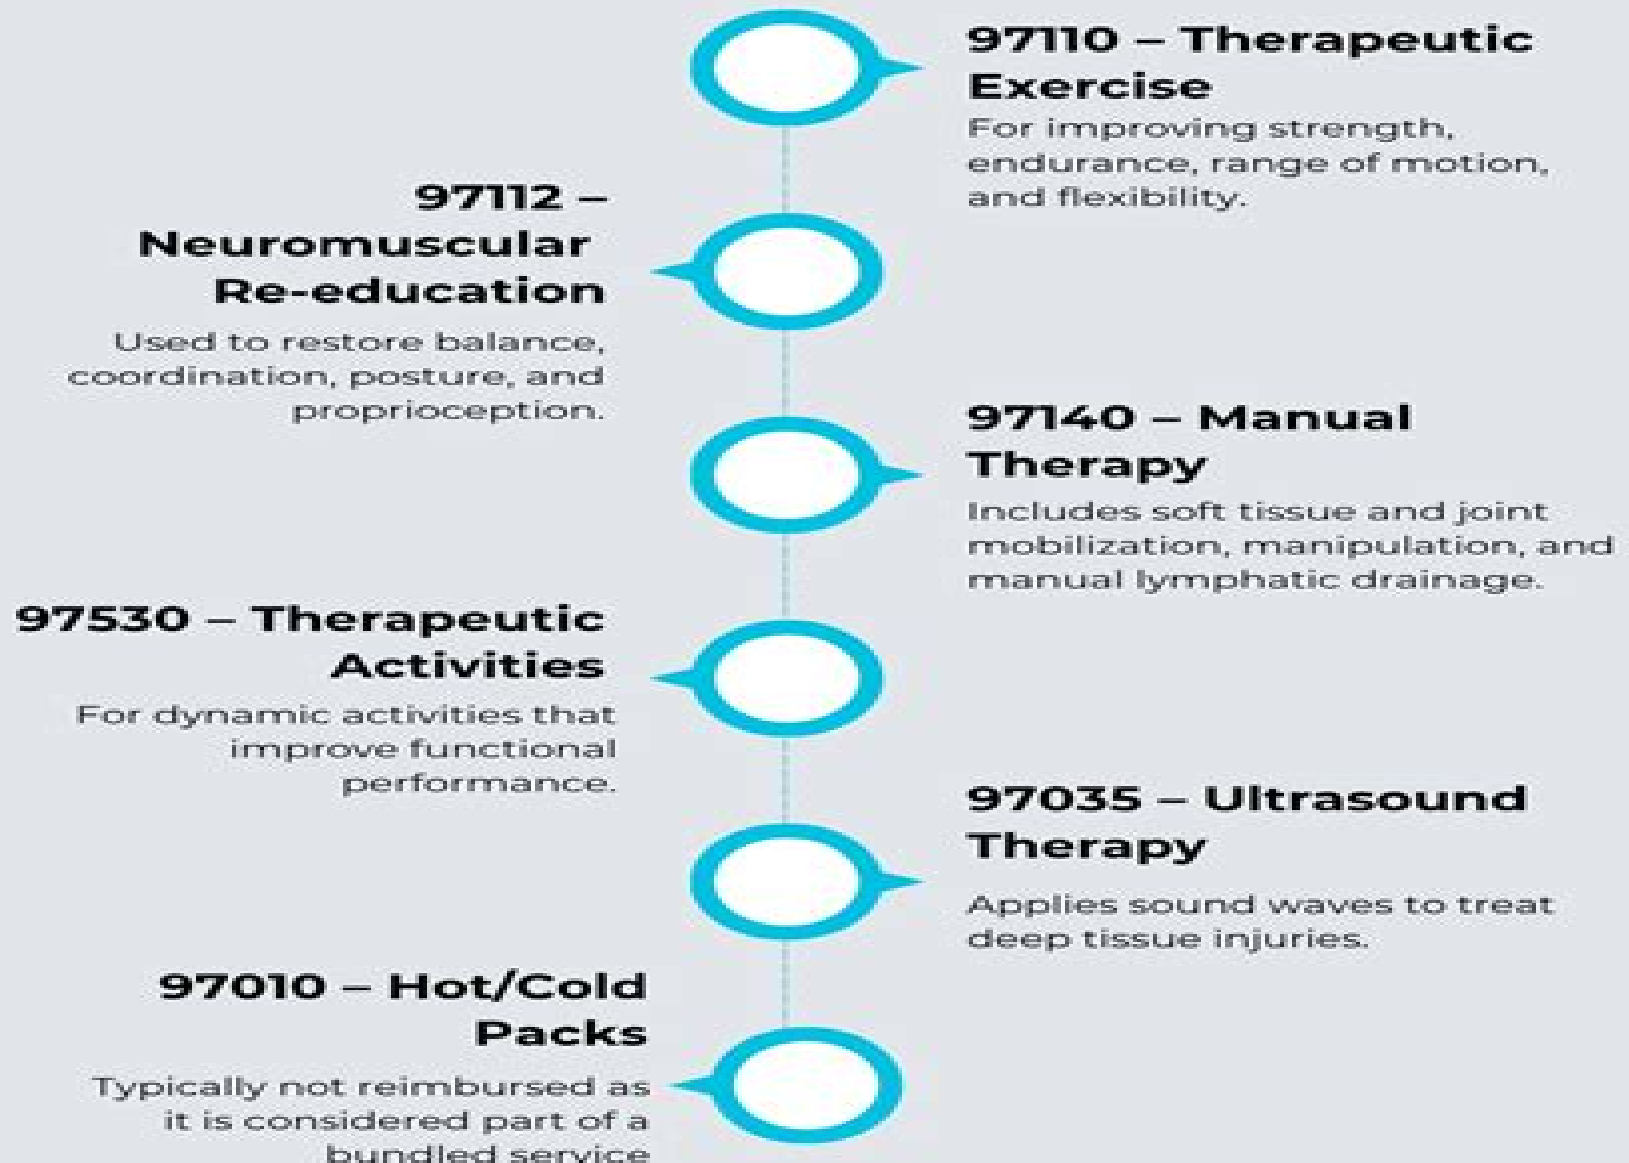 97110 – Therapeutic
Exercise
For improving strength,
endurance, range of motion,
and flexibility.
97112 –
Neuromuscular
Re-education
Used to restore balance,
coordination, posture, and
proprioception.
97140 – Manual
Therapy
Includes soft tissue and joint
mobilization, manipulation, and
manual lymphatic drainage.
97530 – Therapeutic
Activities
For dynamic activities that
improve functional
performance.
97035 – Ultrasound
Therapy
Applies sound waves to treat
deep tissue injuries.
97010 – Hot/Cold
Packs
Typically not reimbursed as
it is considered part of a
bundled service